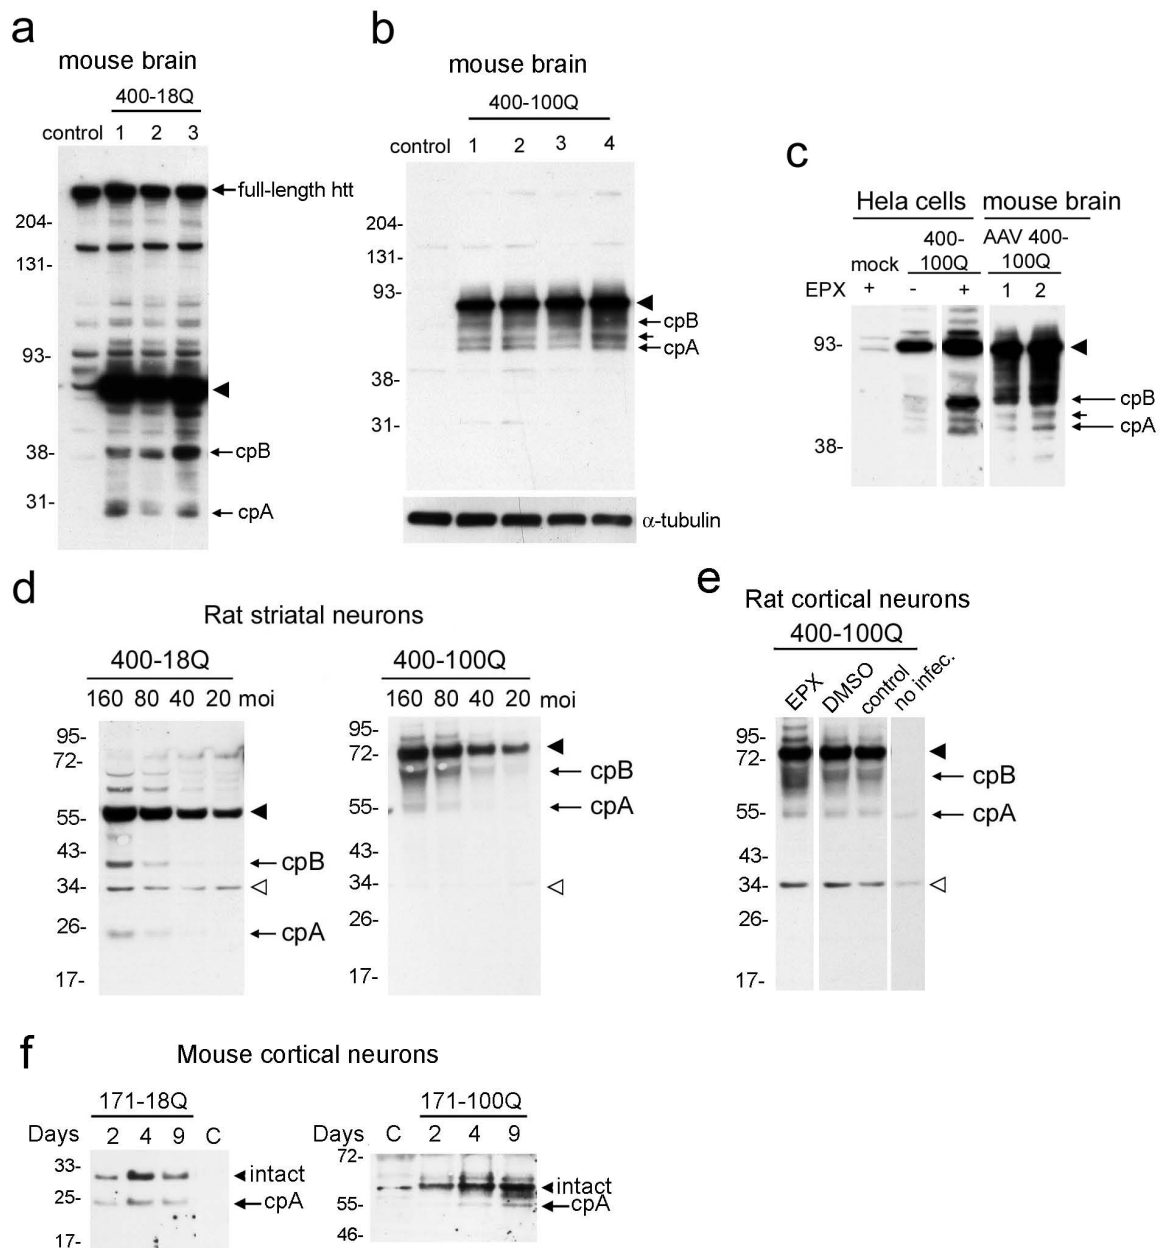 a
mouse brain
400-18Q
control 1 2 3
full-length htt
204-
131-
93-
38-
cpB
31-
cpA
b
mouse brain
400-100Q
control 1 2 3 4
204-
131-
93-
cpB
cpA
38-
31-
α-tubulin
c
Hela cells mouse brain
400-100Q
AAV 400-100Q
mock
EPX + - + 1 2
93-
cpB
cpA
38-
d
Rat striatal neurons
400-18Q
160 80 40 20 moi
95-
72-
55-
43-
cpB
34-
26-
cpA
17-
400-100Q
160 80 40 20 moi
95-
72-
cpB
55-
cpA
43-
34-
26-
17-
e
Rat cortical neurons
400-100Q
EPX DMSO control no infec.
95-
72-
cpB
55-
cpA
43-
34-
26-
17-
f
Mouse cortical neurons
171-18Q
Days 2 4 9 C
33-
intact
25-
cpA
17-
171-100Q
Days C 2 4 9
72-
intact
55-
cpA
46-